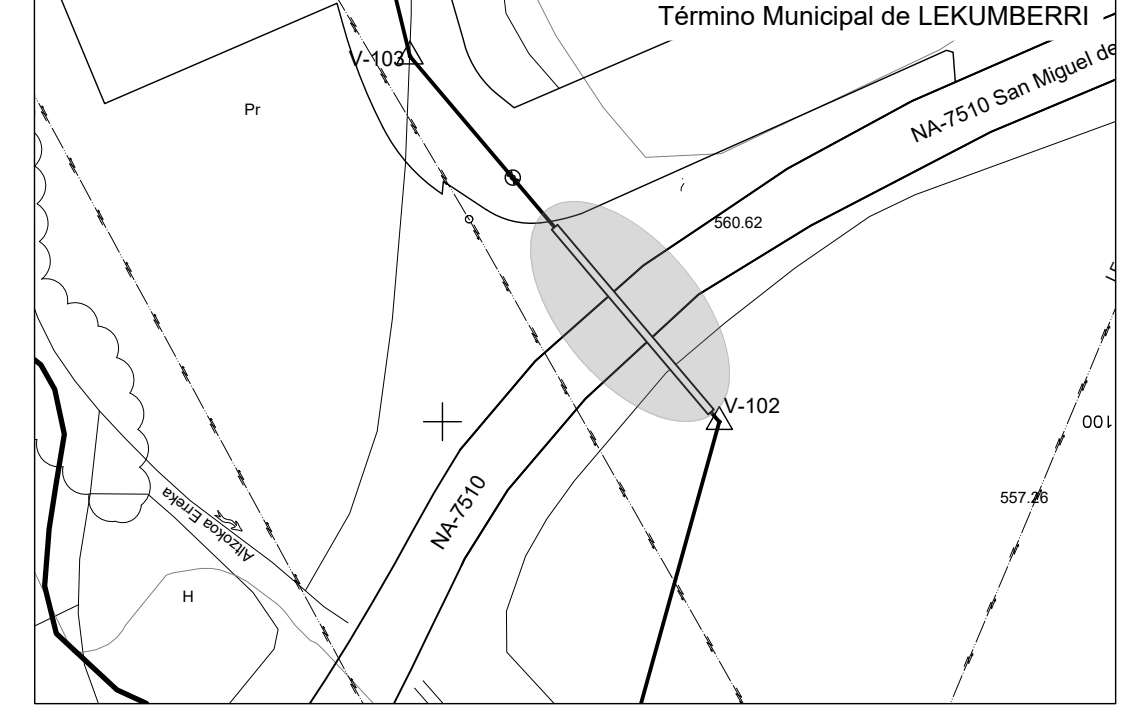 Término Municipal de LEKUMBERRI
V-103
Pr
NA-7510 San Miguel de
560.62
V-102
100
557.26
NA-7510
Altzokoa Erreka
H